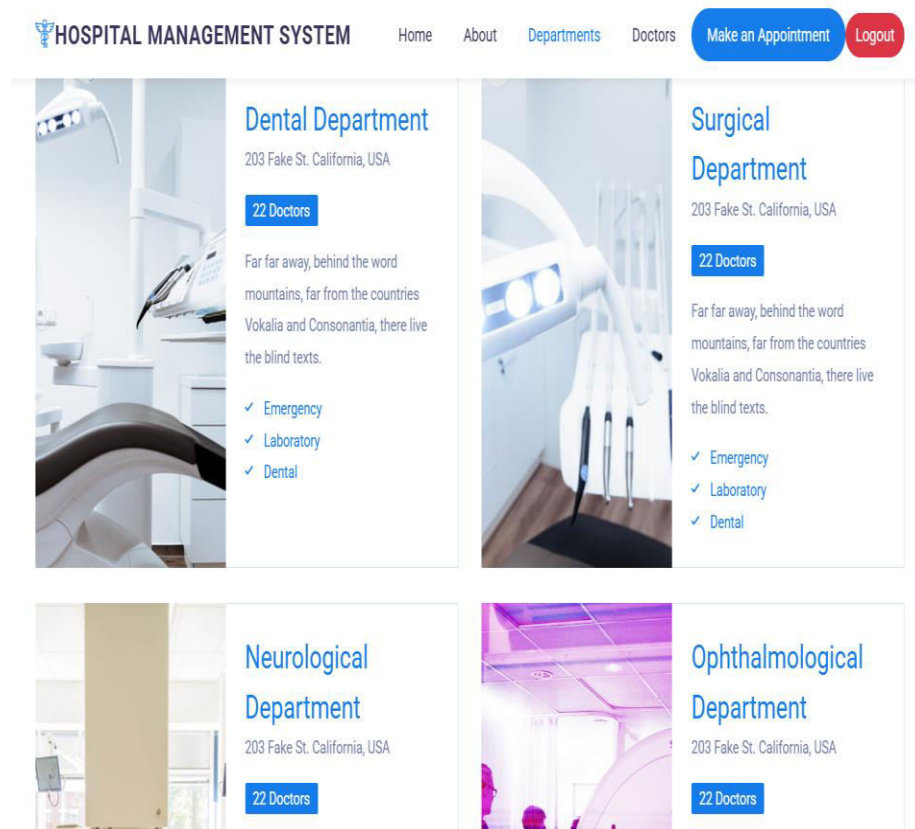 HOSPITAL MANAGEMENT SYSTEM Home About Departments Doctors Make an Appointment Logout
Dental Department
203 Fake St. California, USA
22 Doctors
Far far away, behind the word
mountains, far from the countries
Vokalia and Consonantia, there live
the blind texts.
Emergency
Laboratory
Dental
Surgical
Department
203 Fake St. California, USA
22 Doctors
Far far away, behind the word
mountains, far from the countries
Vokalia and Consonantia, there live
the blind texts.
Emergency
Laboratory
Dental
Neurological
Department
203 Fake St. California, USA
22 Doctors
Ophthalmological
Department
203 Fake St. California, USA
22 Doctors